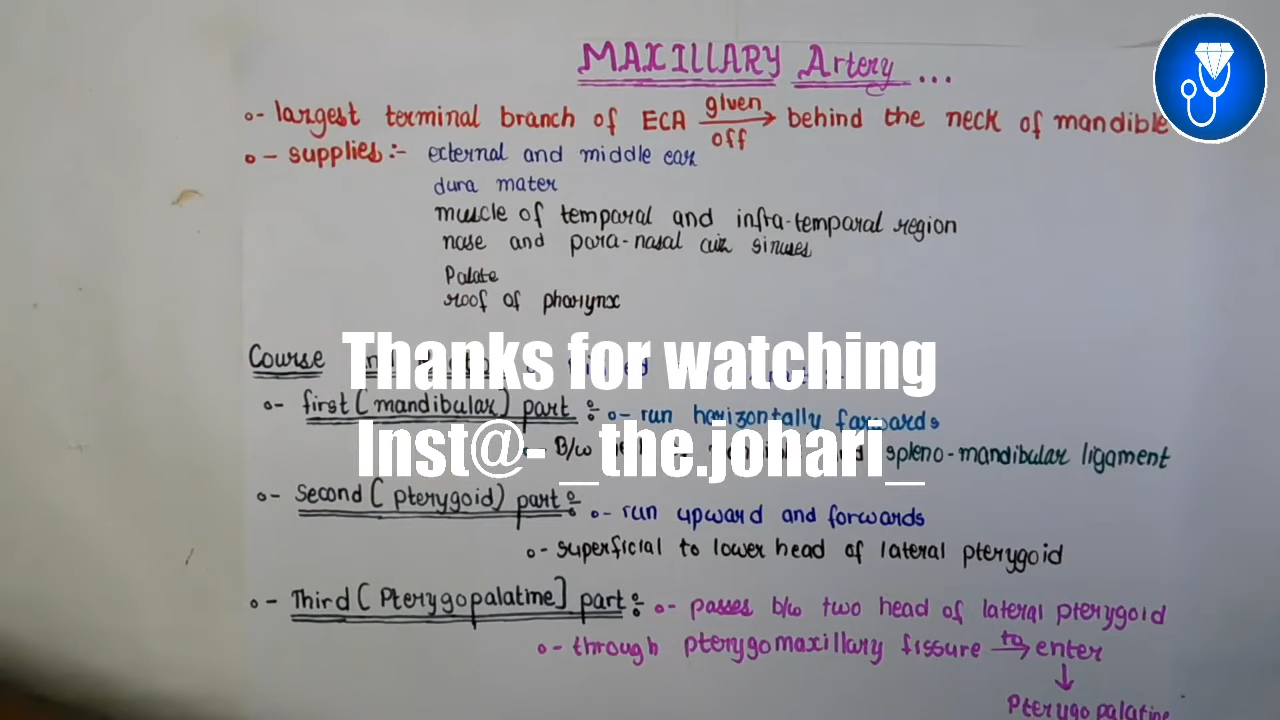 MAXILLARY Artery ...
o- largest terminal branch of ECA given off → behind the neck of mandible
o- supplies :- external and middle ear
dura mater
muscle of temporal and infra-temporal region
nose and para-nasal air sinuses
Palate
roof of pharynx
Thanks for watching
Course
o- first (mandibular) part :- o- run horizontally forwards
Inst@-_the.johari_
B/w spleno-mandibular ligament
o- Second (pterygoid) part :- o- run upward and forwards
o- superficial to lower head of lateral pterygoid
o- Third (Pterygopalatine] part :- o- passes b/w two head of lateral pterygoid
o- through pterygomaxillary fissure to → enter
↓
Pterygopalatine